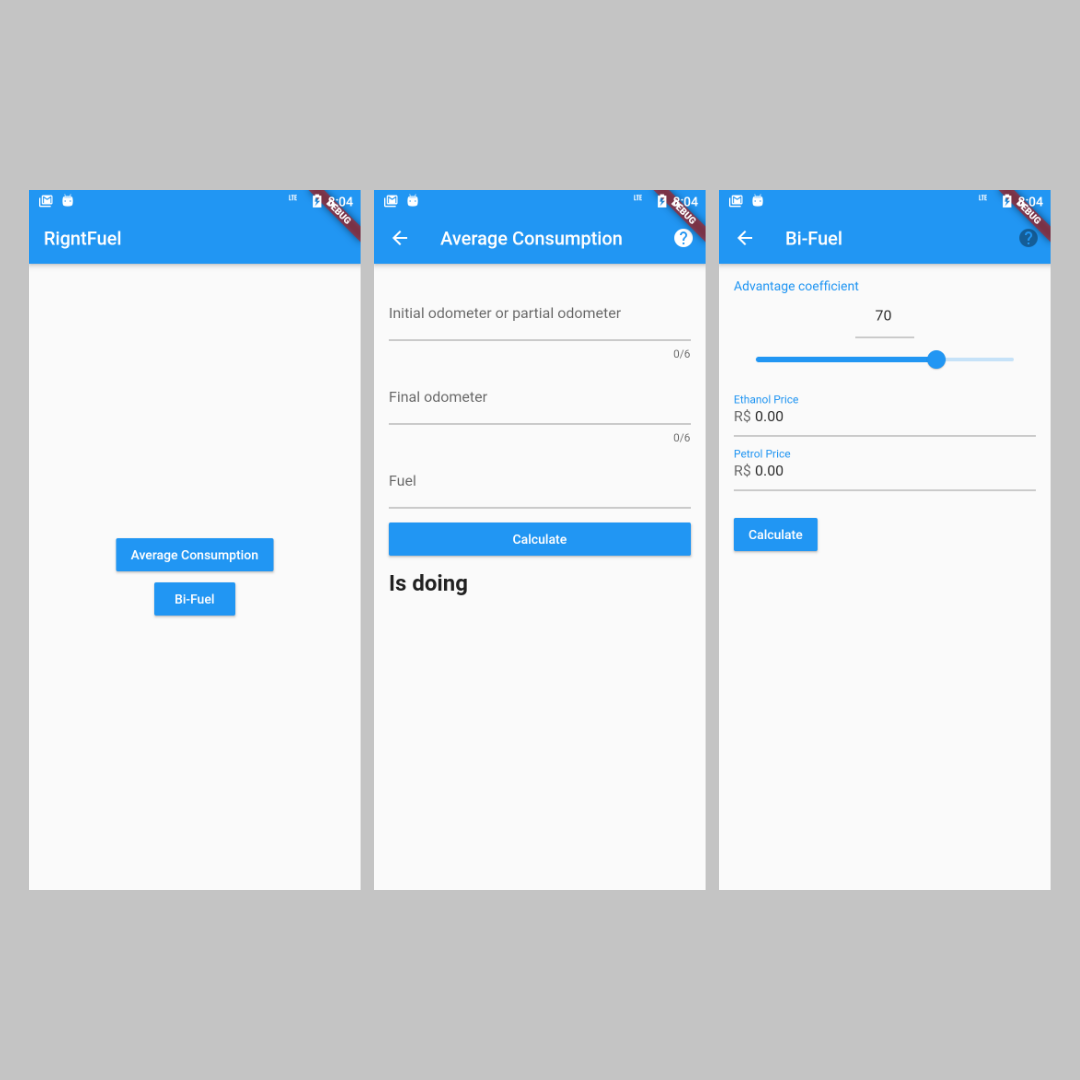 LTE
8:04
DEBUG
RigntFuel
Average Consumption
Bi-Fuel
LTE
8:04
DEBUG
Average Consumption
?
Initial odometer or partial odometer
0/6
Final odometer
0/6
Fuel
Calculate
Is doing
LTE
8:04
DEBUG
Bi-Fuel
?
Advantage coefficient
70
Ethanol Price
R$ 0.00
Petrol Price
R$ 0.00
Calculate